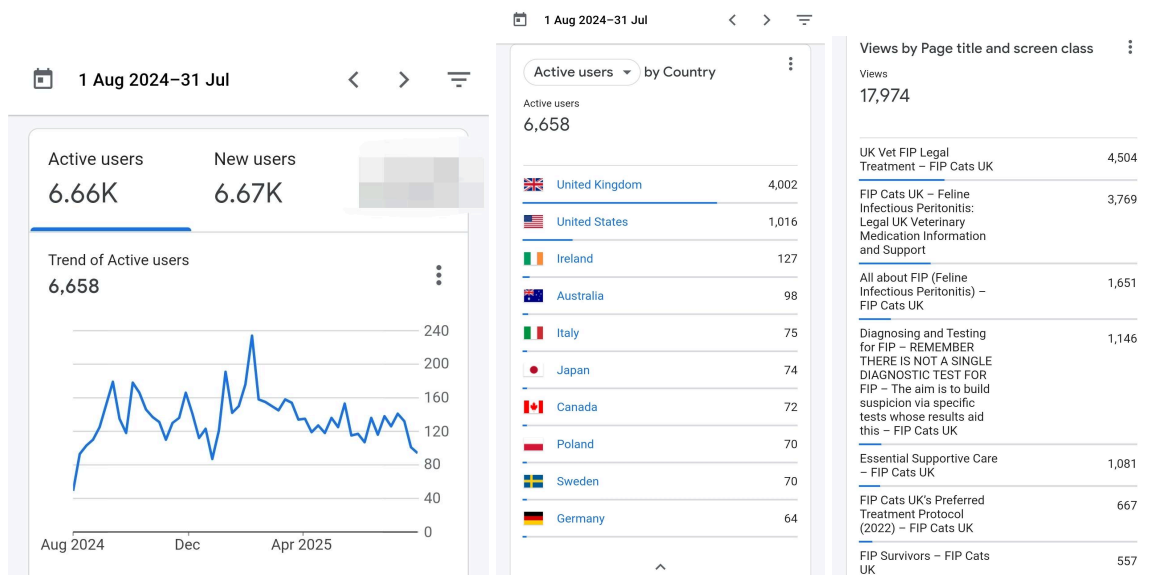 1 Aug 2024–31 Jul
Active users
6.66K
New users
6.67K
Trend of Active users
6,658
240
200
160
120
80
40
0
Aug 2024
Dec
Apr 2025
1 Aug 2024–31 Jul
Active users by Country
Active users
6,658
United Kingdom 4,002
United States 1,016
Ireland 127
Australia 98
Italy 75
Japan 74
Canada 72
Poland 70
Sweden 70
Germany 64
Views by Page title and screen class
Views
17,974
UK Vet FIP Legal
Treatment – FIP Cats UK
4,504
FIP Cats UK – Feline
Infectious Peritonitis:
Legal UK Veterinary
Medication Information
and Support
3,769
All about FIP (Feline
Infectious Peritonitis) –
FIP Cats UK
1,651
Diagnosing and Testing
for FIP – REMEMBER
THERE IS NOT A SINGLE
DIAGNOSTIC TEST FOR
FIP – The aim is to build
suspicion via specific
tests whose results aid
this – FIP Cats UK
1,146
Essential Supportive Care
– FIP Cats UK
1,081
FIP Cats UK's Preferred
Treatment Protocol
(2022) – FIP Cats UK
667
FIP Survivors – FIP Cats
UK
557